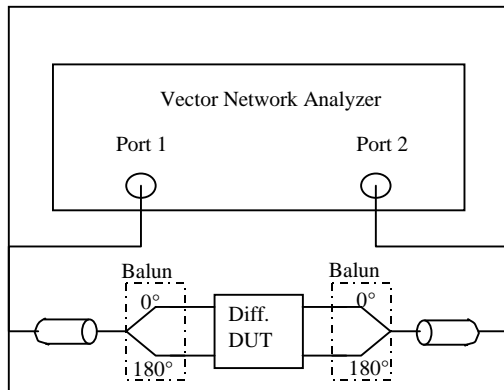 Vector Network Analyzer
Port 1
Port 2
Balun
Balun
0°
Diff.
DUT
0°
180°
180°